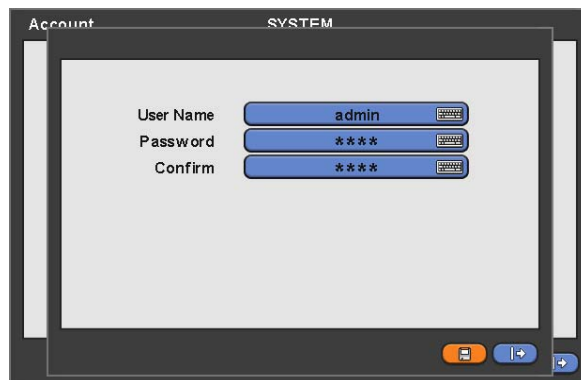 Account SYSTEM
User Name admin
Password ****
Confirm ****